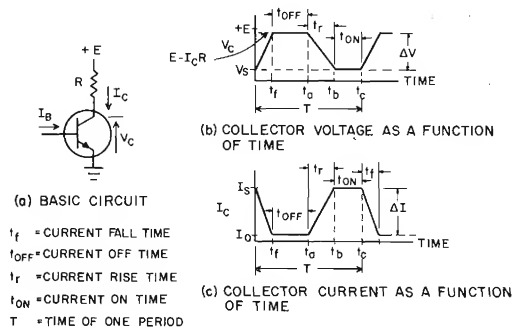 +E
R
I_C
I_B
V_C
(a) BASIC CIRCUIT
t_f = CURRENT FALL TIME
t_OFF = CURRENT OFF TIME
t_r = CURRENT RISE TIME
t_ON = CURRENT ON TIME
T = TIME OF ONE PERIOD
+E
t_OFF
t_r
V_C
t_ON
E-I_CR
ΔV
V_S
TIME
t_f t_a t_b t_c
T
(b) COLLECTOR VOLTAGE AS A FUNCTION
OF TIME
t_r t_f
I_S
t_ON
I_C
t_OFF
ΔI
I_O
TIME
t_f t_a t_b t_c
T
(c) COLLECTOR CURRENT AS A FUNCTION
OF TIME